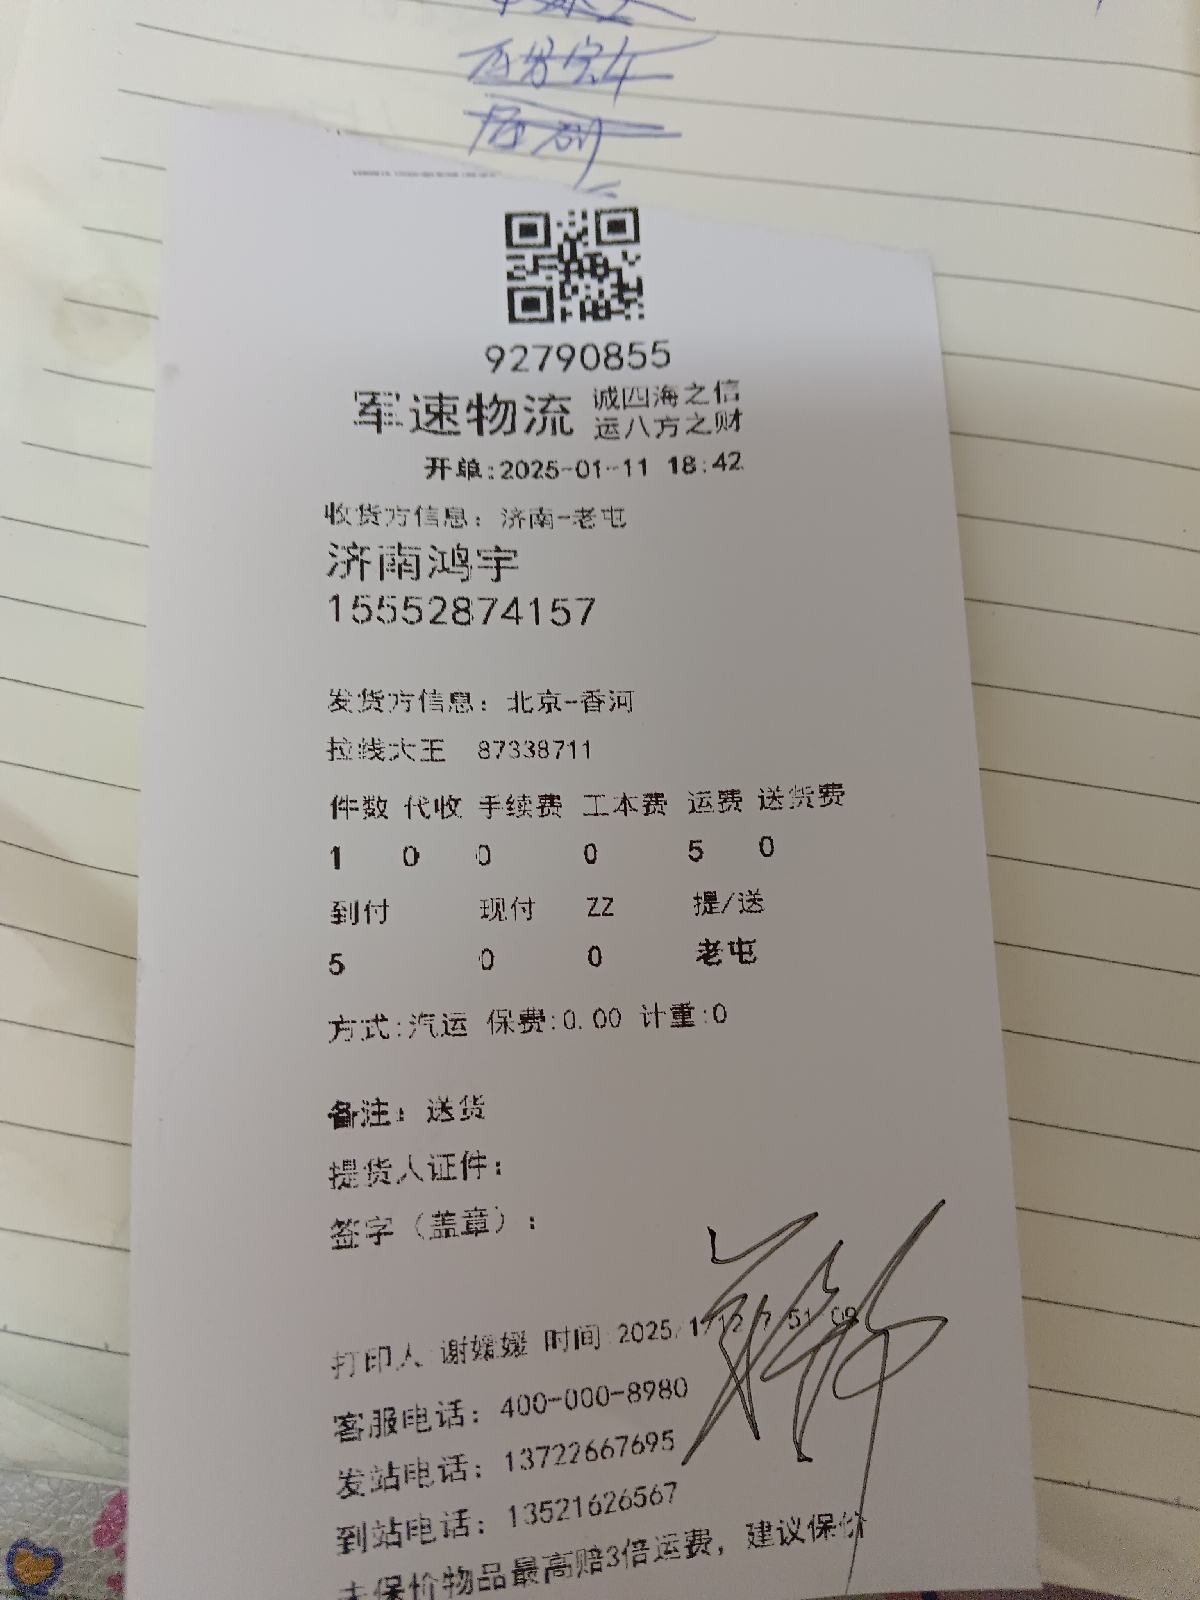 92790855
军速物流 诚四海之信
运八方之财
开单:2025-01-11 18:42
收货方信息：济南-老屯
济南鸿宇
15552874157
发货方信息：北京-香河
拉线大王 87338711
件数 代收 手续费 工本费 运费 送货费
1 0 0 0 5 0
到付 现付 ZZ 提/送
5 0 0 老屯
方式:汽运 保费:0.00 计重:0
备注：送货
提货人证件：
签字（盖章）：
打印人 谢媛媛 时间 2025/1/12 7 51 09
客服电话：400-000-8980
发站电话：13722667695
到站电话：13521626567
未保价物品最高赔3倍运费，建议保价